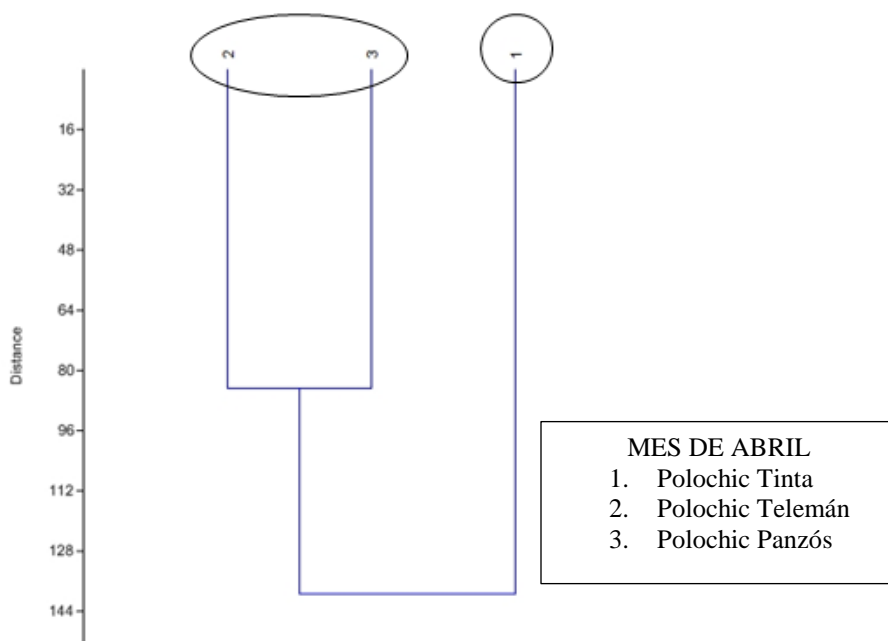 2
3
1
16
32
48
64
80
96
112
128
144
Distance
MES DE ABRIL
1. Polochic Tinta
2. Polochic Telemán
3. Polochic Panzós